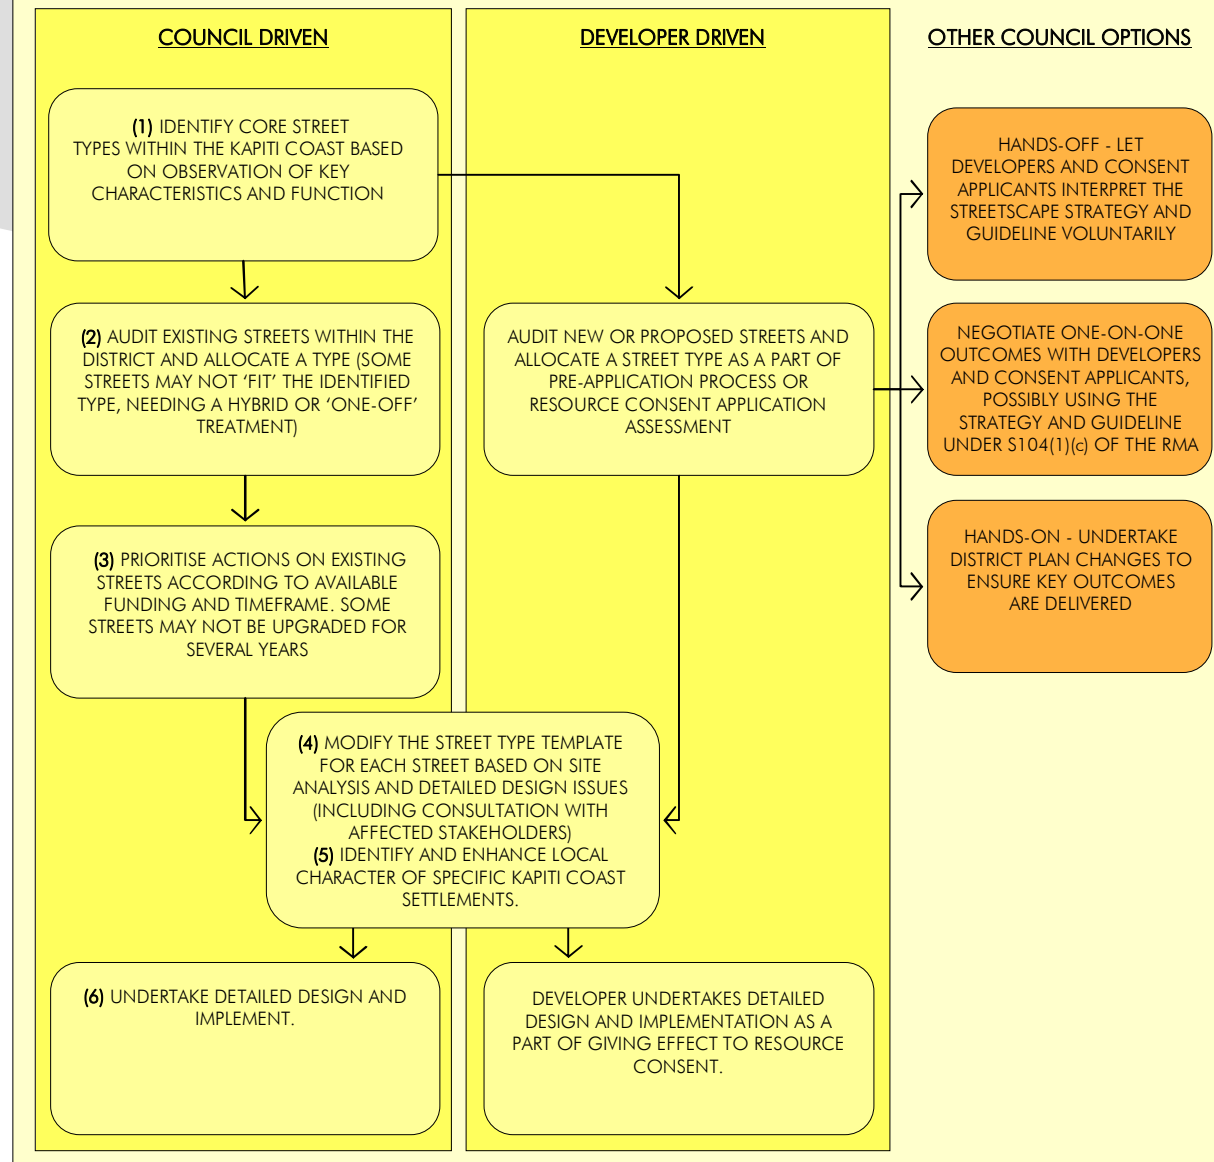 COUNCIL DRIVEN
(1) IDENTIFY CORE STREET
TYPES WITHIN THE KAPITI COAST BASED
ON OBSERVATION OF KEY
CHARACTERISTICS AND FUNCTION
(2) AUDIT EXISTING STREETS WITHIN THE
DISTRICT AND ALLOCATE A TYPE (SOME
STREETS MAY NOT ‘FIT’ THE IDENTIFIED
TYPE, NEEDING A HYBRID OR ‘ONE-OFF’
TREATMENT)
(3) PRIORITISE ACTIONS ON EXISTING
STREETS ACCORDING TO AVAILABLE
FUNDING AND TIMEFRAME. SOME
STREETS MAY NOT BE UPGRADED FOR
SEVERAL YEARS
DEVELOPER DRIVEN
AUDIT NEW OR PROPOSED STREETS AND
ALLOCATE A STREET TYPE AS A PART OF
PRE-APPLICATION PROCESS OR
RESOURCE CONSENT APPLICATION
ASSESSMENT
(4) MODIFY THE STREET TYPE TEMPLATE
FOR EACH STREET BASED ON SITE
ANALYSIS AND DETAILED DESIGN ISSUES
(INCLUDING CONSULTATION WITH
AFFECTED STAKEHOLDERS)
(5) IDENTIFY AND ENHANCE LOCAL
CHARACTER OF SPECIFIC KAPITI COAST
SETTLEMENTS.
(6) UNDERTAKE DETAILED DESIGN AND
IMPLEMENT.
DEVELOPER UNDERTAKES DETAILED
DESIGN AND IMPLEMENTATION AS A
PART OF GIVING EFFECT TO RESOURCE
CONSENT.
OTHER COUNCIL OPTIONS
HANDS-OFF - LET
DEVELOPERS AND CONSENT
APPLICANTS INTERPRET THE
STREETSCAPE STRATEGY AND
GUIDELINE VOLUNTARILY
NEGOTIATE ONE-ON-ONE
OUTCOMES WITH DEVELOPERS
AND CONSENT APPLICANTS,
POSSIBLY USING THE
STRATEGY AND GUIDELINE
UNDER S104(1)(c) OF THE RMA
HANDS-ON - UNDERTAKE
DISTRICT PLAN CHANGES TO
ENSURE KEY OUTCOMES
ARE DELIVERED